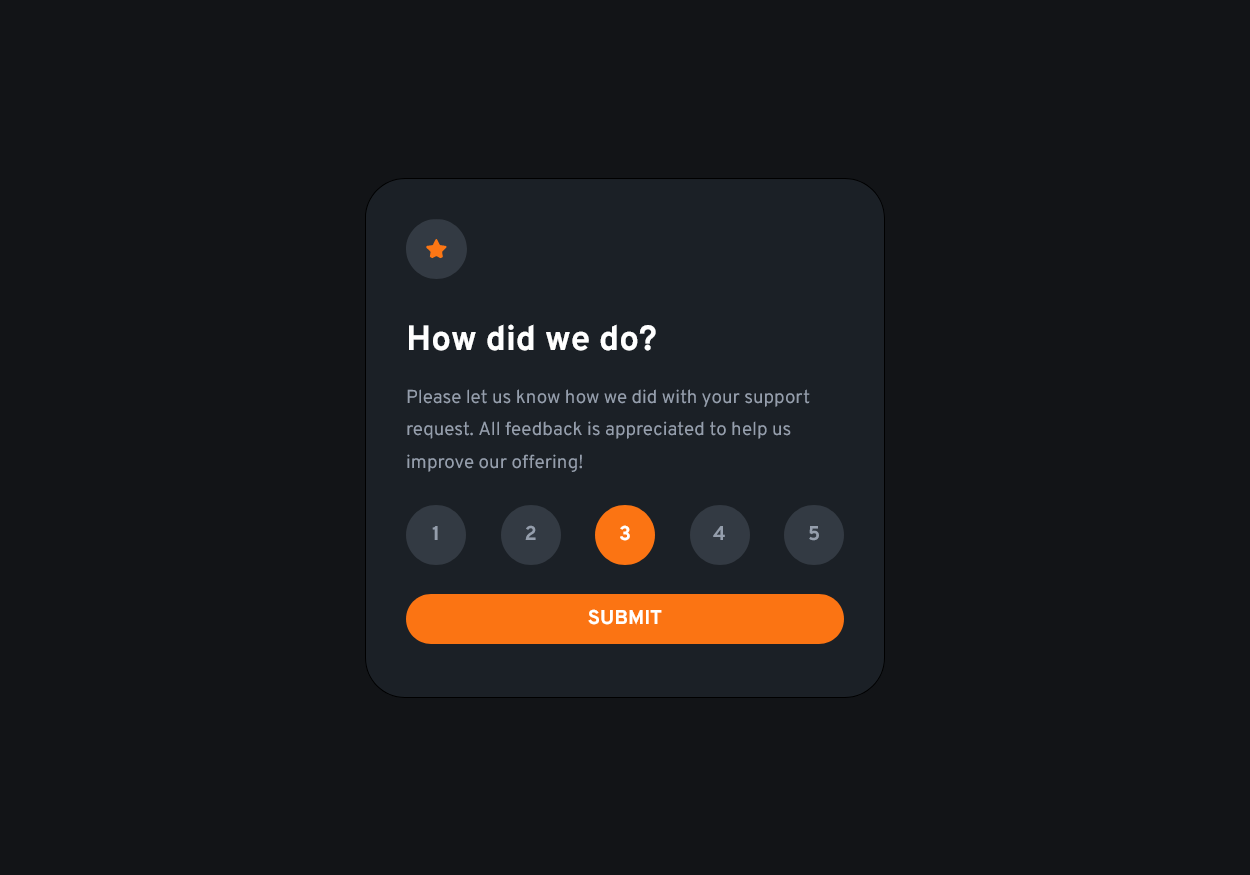 How did we do?
Please let us know how we did with your support
request. All feedback is appreciated to help us
improve our offering!
1 2 3 4 5
SUBMIT